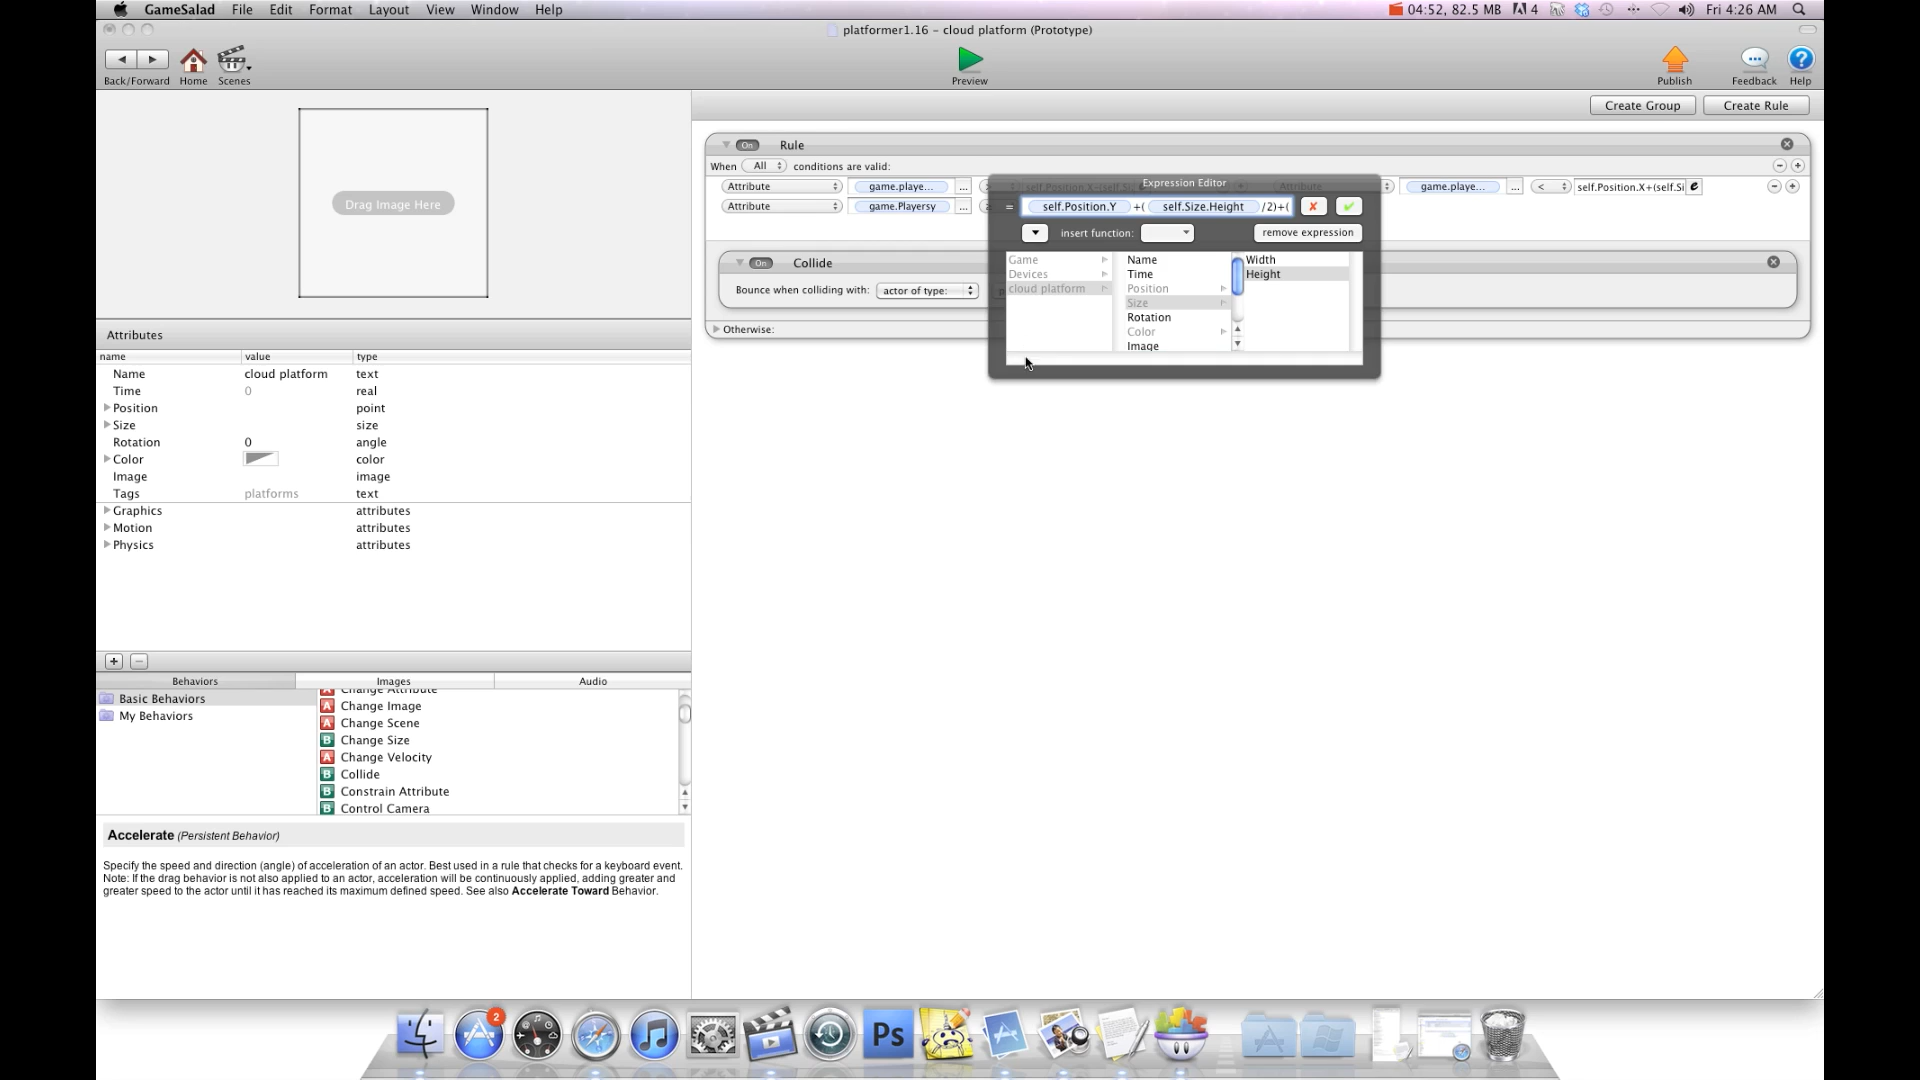 GameSalad File Edit Format Layout View Window Help
04:52, 82.5 MB 4 Fri 4:26 AM
platformer1.16 – cloud platform (Prototype)
Back/Forward Home Scenes Preview Publish Feedback Help
Create Group Create Rule
Drag Image Here
On Rule
When All conditions are valid:
Attribute game.playe... ... game.playe... ... < self.Position.X+(self.Si
Attribute game.Playersy ...
Expression Editor
= self.Position.Y +( self.Size.Height /2)+(
insert function: remove expression
Game Name Width
Devices Time Height
cloud platform Position
Size
Rotation
Color
Image
On Collide
Bounce when colliding with: actor of type:
Otherwise:
Attributes
name value type
Name cloud platform text
Time 0 real
Position point
Size size
Rotation 0 angle
Color color
Image image
Tags platforms text
Graphics attributes
Motion attributes
Physics attributes
Behaviors Images Audio
Basic Behaviors
My Behaviors
Change Attribute
Change Image
Change Scene
Change Size
Change Velocity
Collide
Constrain Attribute
Control Camera
Accelerate (Persistent Behavior)
Specify the speed and direction (angle) of acceleration of an actor. Best used in a rule that checks for a keyboard event.
Note: If the drag behavior is not also applied to an actor, acceleration will be continuously applied, adding greater and
greater speed to the actor until it has reached its maximum defined speed. See also Accelerate Toward Behavior.
2
Ps